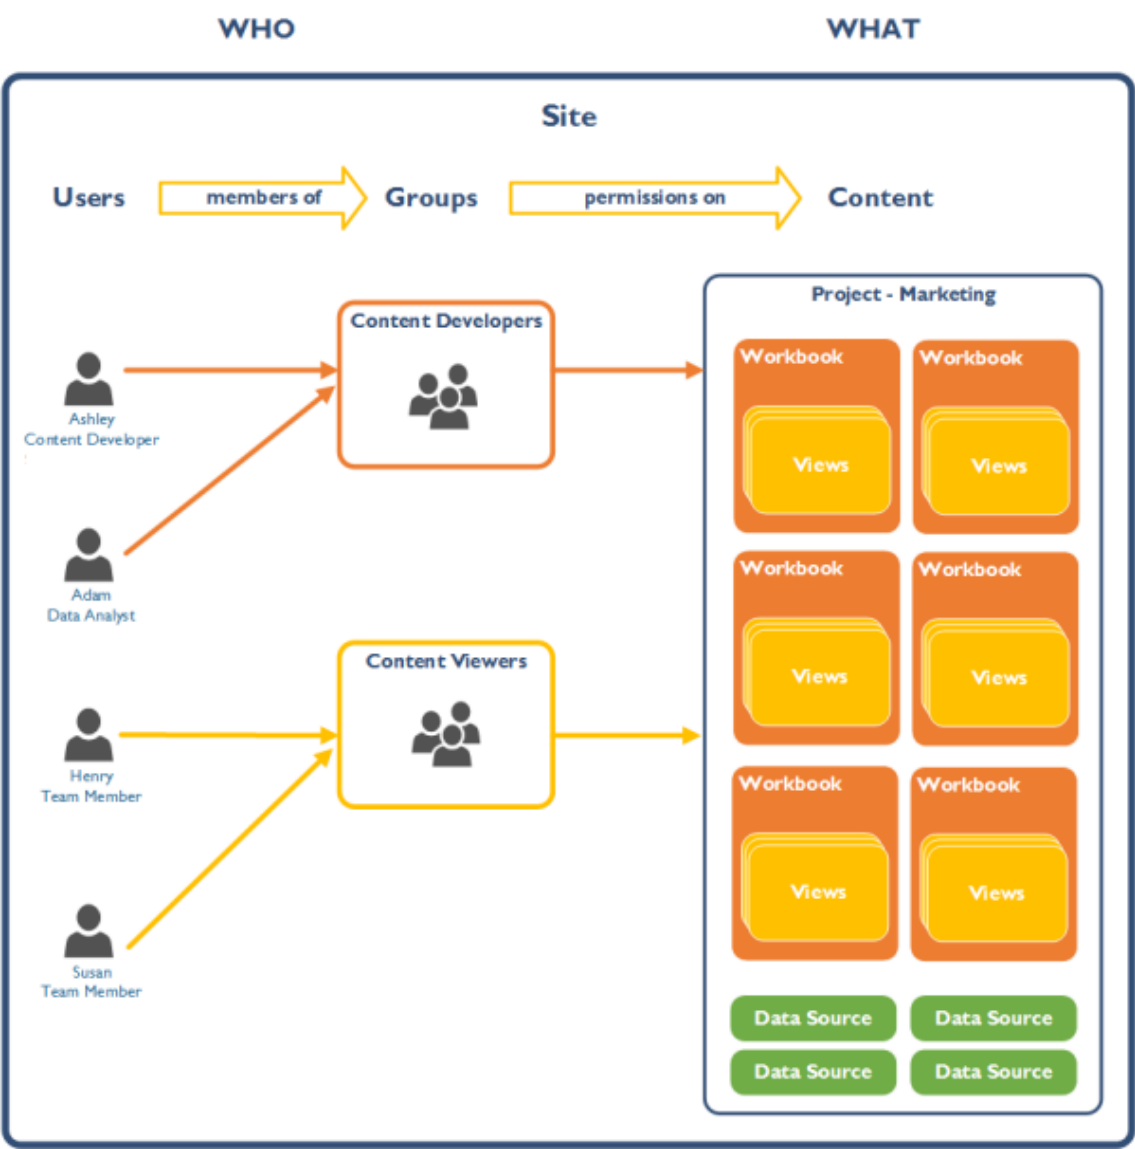 WHO
WHAT
Site
Users
members of
Groups
permissions on
Content
Content Developers
Ashley
Content Developer
Adam
Data Analyst
Content Viewers
Henry
Team Member
Susan
Team Member
Project - Marketing
Workbook
Workbook
Views
Views
Workbook
Workbook
Views
Views
Workbook
Workbook
Views
Views
Data Source
Data Source
Data Source
Data Source